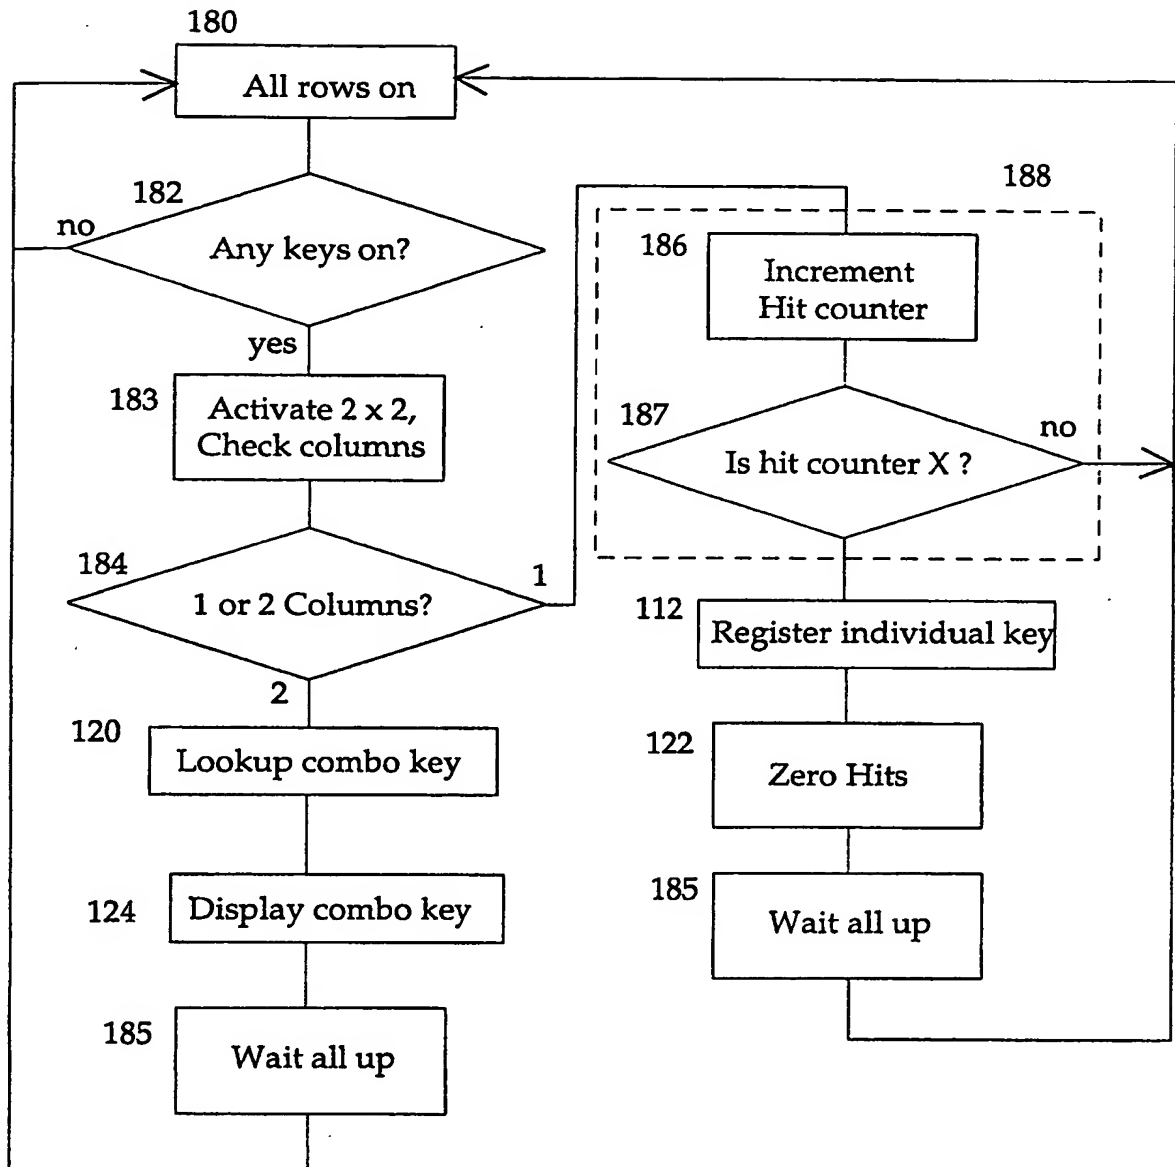 180
All rows on
182
no
Any keys on?
yes
183
Activate 2 x 2,
Check columns
184
1 or 2 Columns?
1
2
120
Lookup combo key
124
Display combo key
185
Wait all up
188
186
Increment
Hit counter
187
no
Is hit counter X ?
112
Register individual key
122
Zero Hits
185
Wait all up